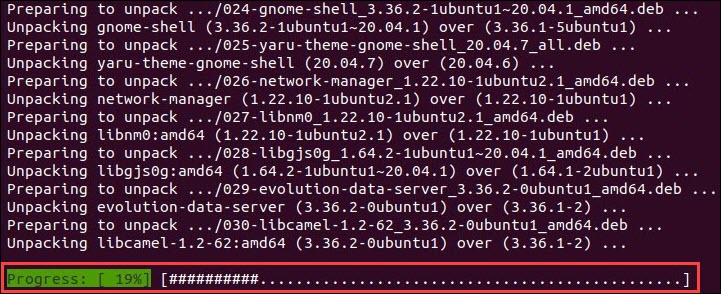 Preparing to unpack .../024-gnome-shell_3.36.2-1ubuntu1~20.04.1_amd64.deb ...
Unpacking gnome-shell (3.36.2-1ubuntu1~20.04.1) over (3.36.1-5ubuntu1) ...
Preparing to unpack .../025-yaru-theme-gnome-shell_20.04.7_all.deb ...
Unpacking yaru-theme-gnome-shell (20.04.7) over (20.04.6) ...
Preparing to unpack .../026-network-manager_1.22.10-1ubuntu2.1_amd64.deb ...
Unpacking network-manager (1.22.10-1ubuntu2.1) over (1.22.10-1ubuntu1) ...
Preparing to unpack .../027-libnm0_1.22.10-1ubuntu2.1_amd64.deb ...
Unpacking libnm0:amd64 (1.22.10-1ubuntu2.1) over (1.22.10-1ubuntu1) ...
Preparing to unpack .../028-libgjs0g_1.64.2-1ubuntu1~20.04.1_amd64.deb ...
Unpacking libgjs0g:amd64 (1.64.2-1ubuntu1~20.04.1) over (1.64.1-2ubuntu1) ...
Preparing to unpack .../029-evolution-data-server_3.36.2-0ubuntu1_amd64.deb ...
Unpacking evolution-data-server (3.36.2-0ubuntu1) over (3.36.1-2) ...
Preparing to unpack .../030-libcamel-1.2-62_3.36.2-0ubuntu1_amd64.deb ...
Unpacking libcamel-1.2-62:amd64 (3.36.2-0ubuntu1) over (3.36.1-2) ...
Progress: [ 19%] [##########...............................................]